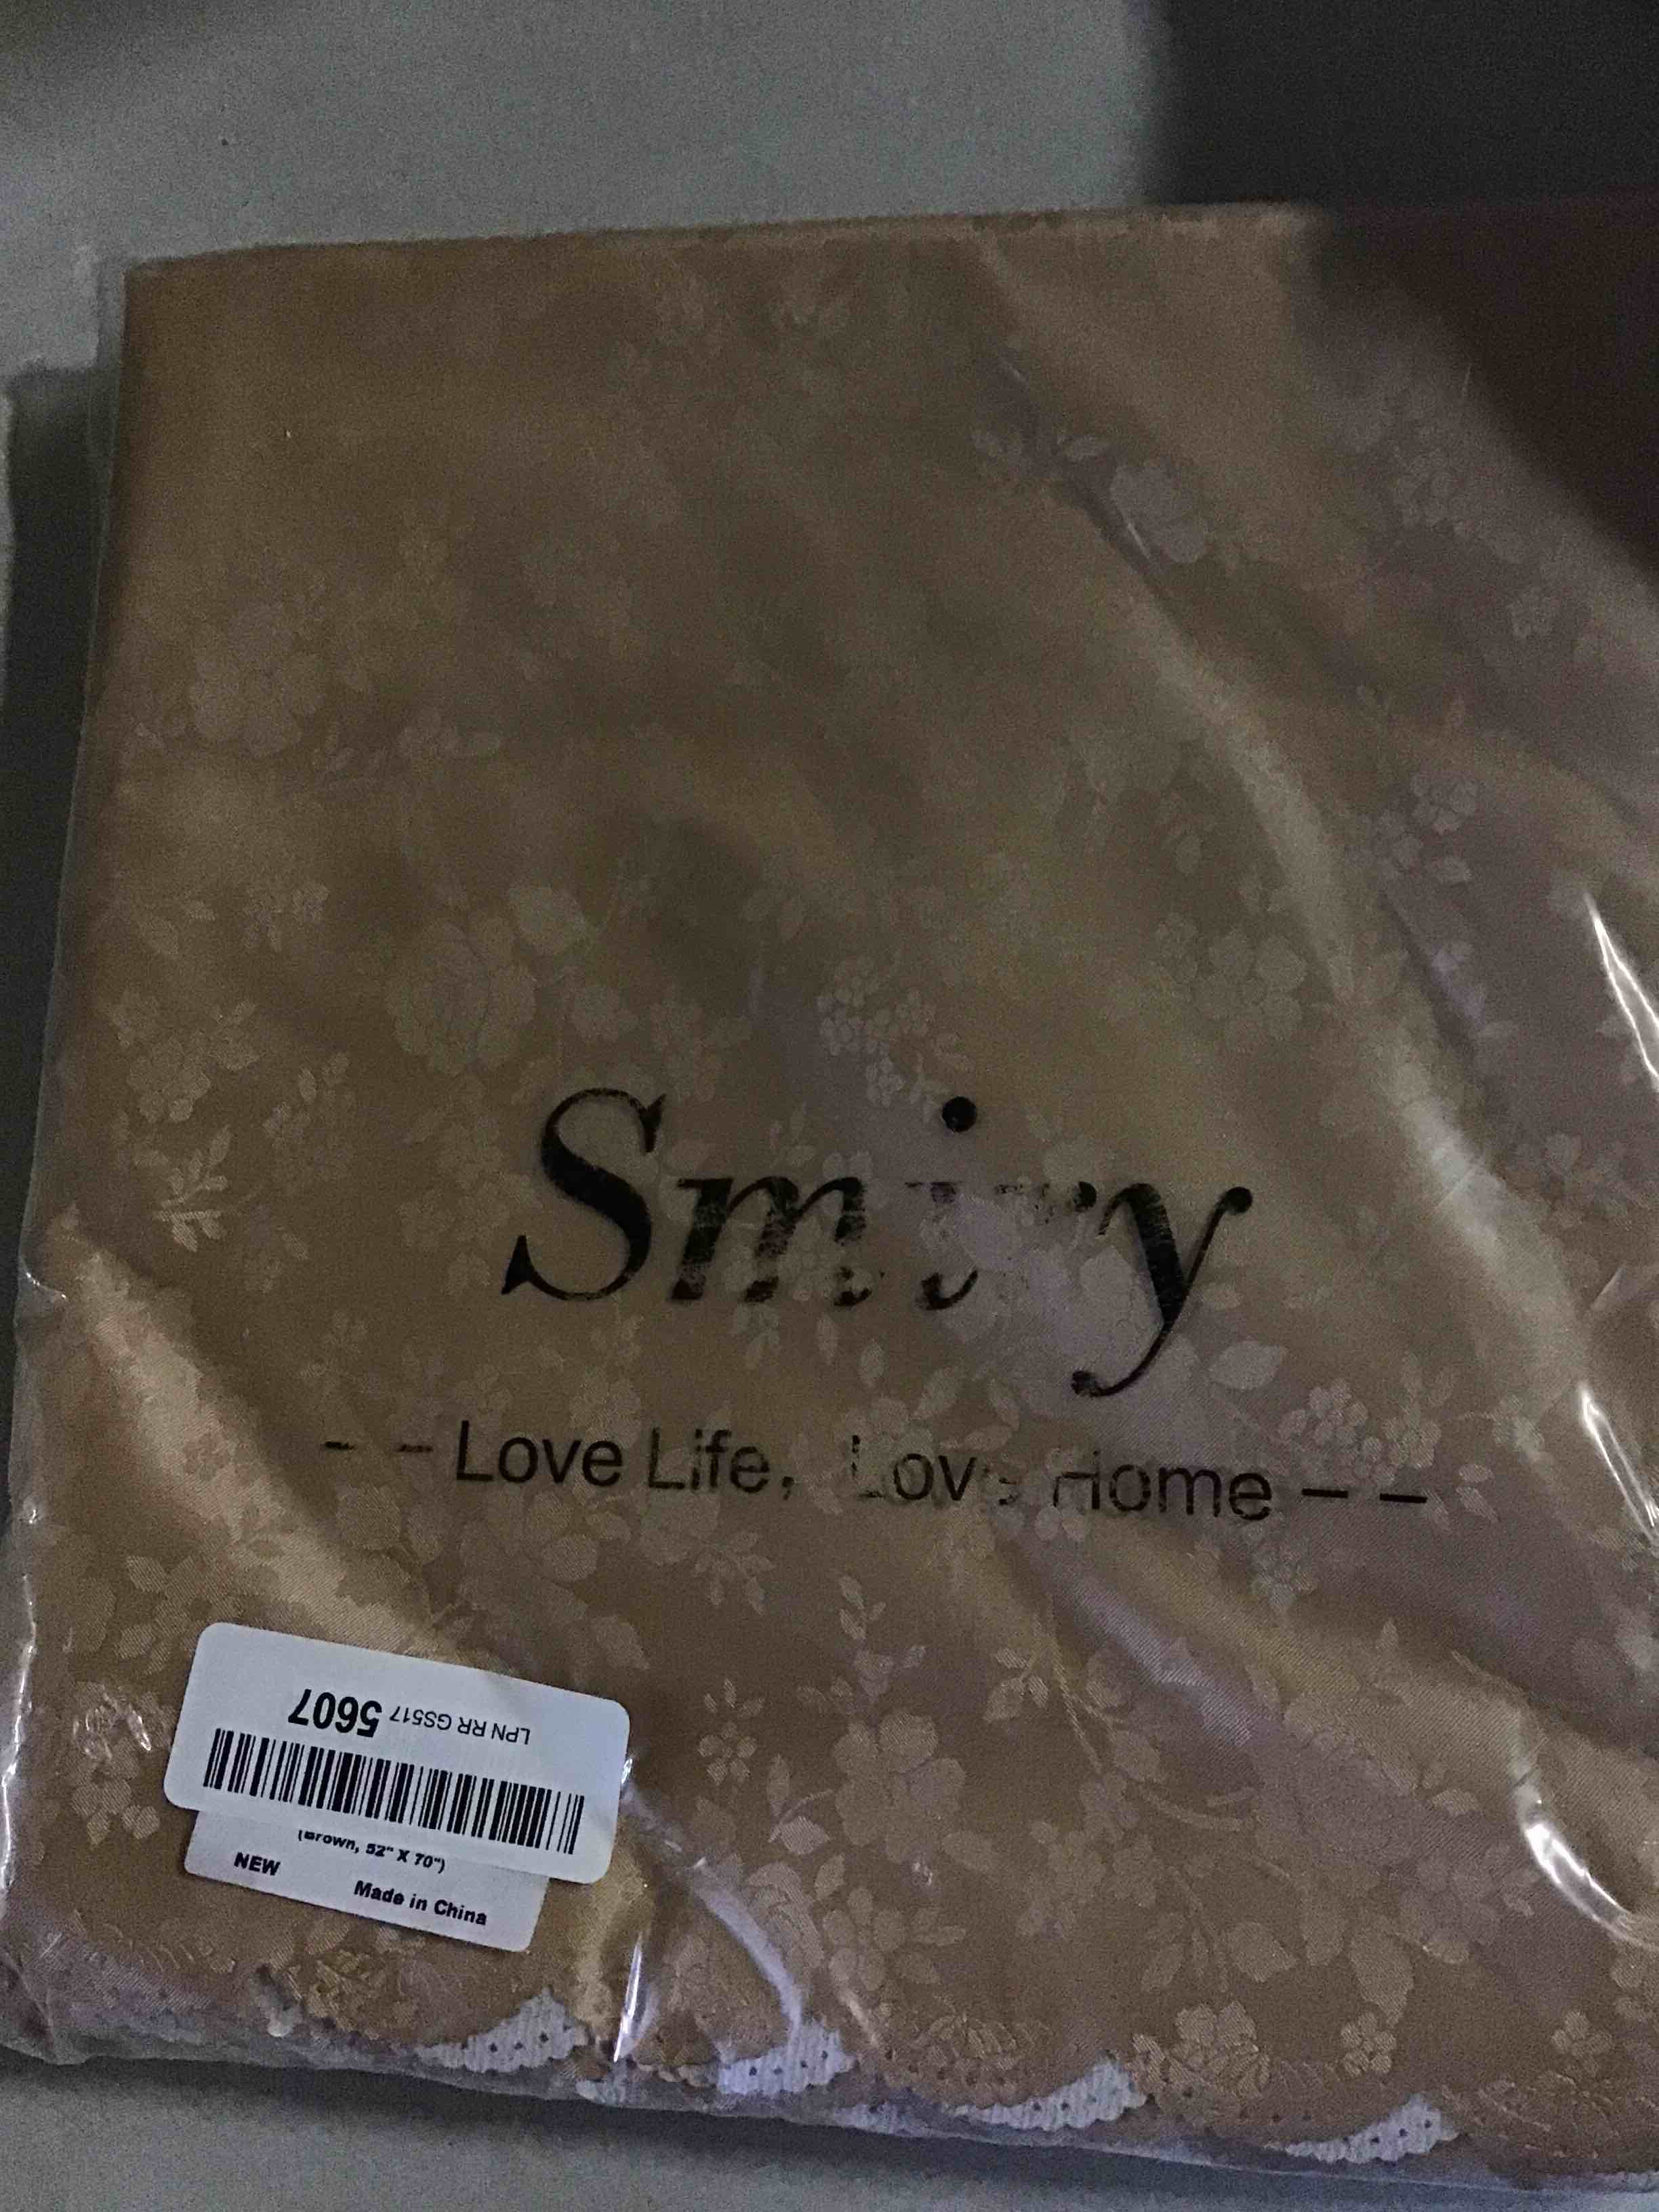 Smiry
- - Love Life, Love Home - -
LPN RR GS517 5607
(Brown, 52" X 70")
NEW
Made in China